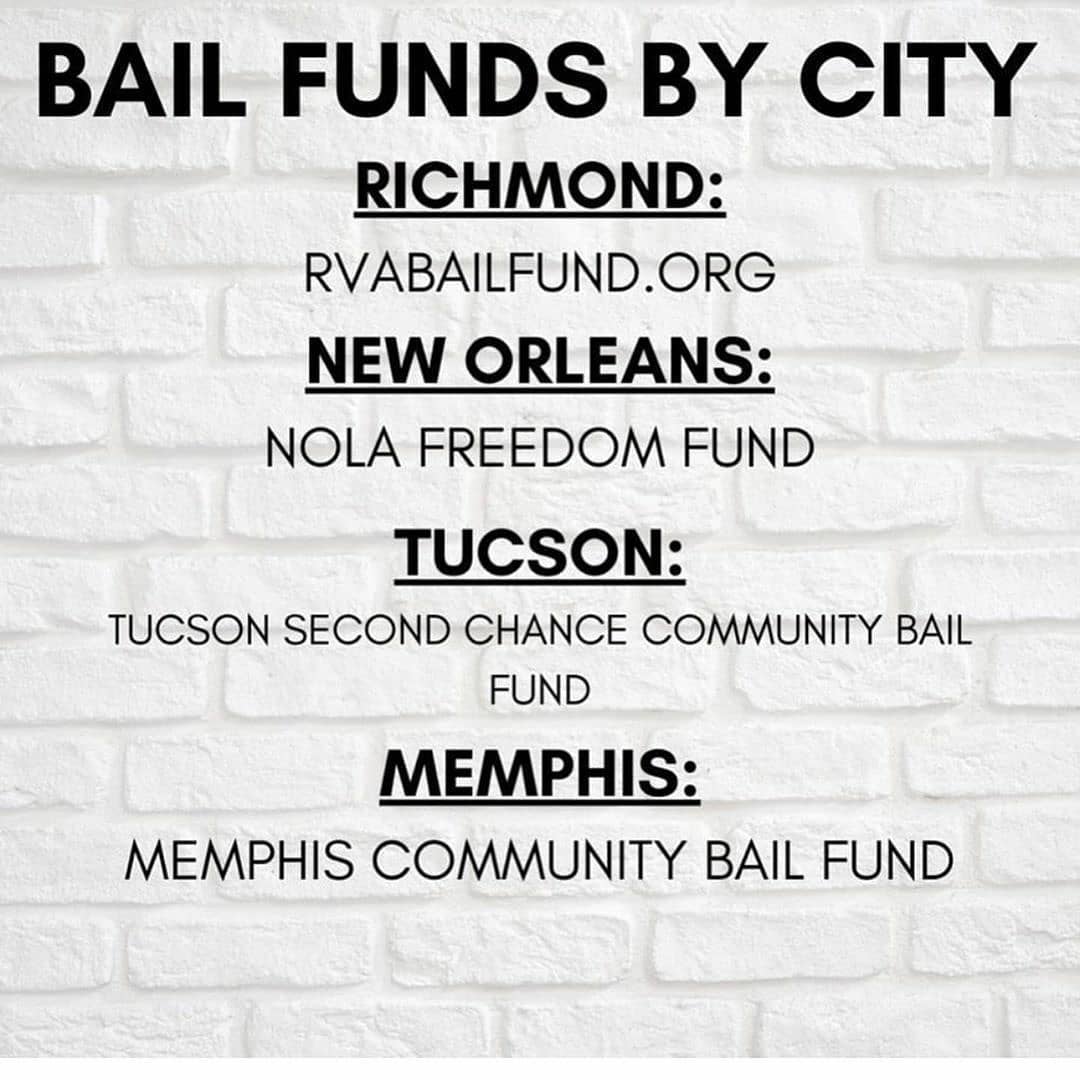 BAIL FUNDS BY CITY
RICHMOND:
RVABAILFUND.ORG
NEW ORLEANS:
NOLA FREEDOM FUND
TUCSON:
TUCSON SECOND CHANCE COMMUNITY BAIL
FUND
MEMPHIS:
MEMPHIS COMMUNITY BAIL FUND